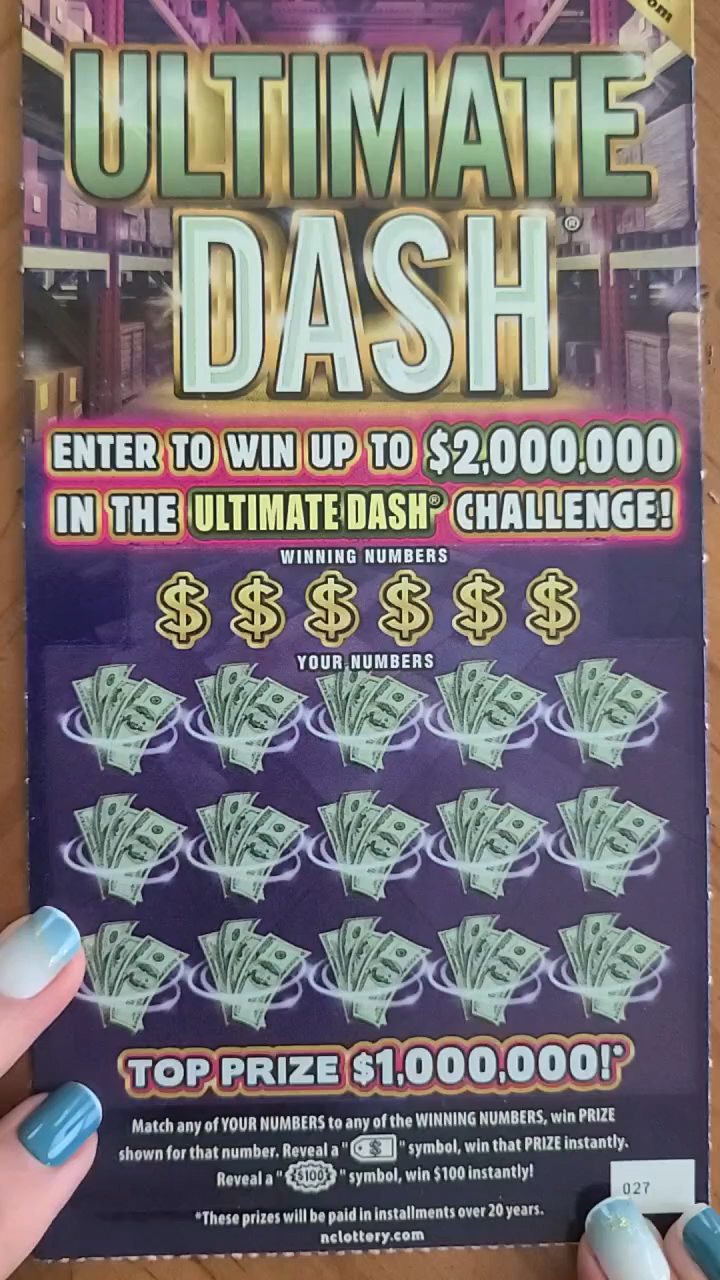 om
ULTIMATE
DASH®
ENTER TO WIN UP TO $2,000,000
IN THE ULTIMATE DASH® CHALLENGE!
WINNING NUMBERS
$ $ $ $ $ $
YOUR NUMBERS
TOP PRIZE $1,000,000!*
Match any of YOUR NUMBERS to any of the WINNING NUMBERS, win PRIZE
shown for that number. Reveal a "$" symbol, win that PRIZE instantly.
Reveal a "$100" symbol, win $100 instantly!
027
*These prizes will be paid in installments over 20 years.
nclottery.com